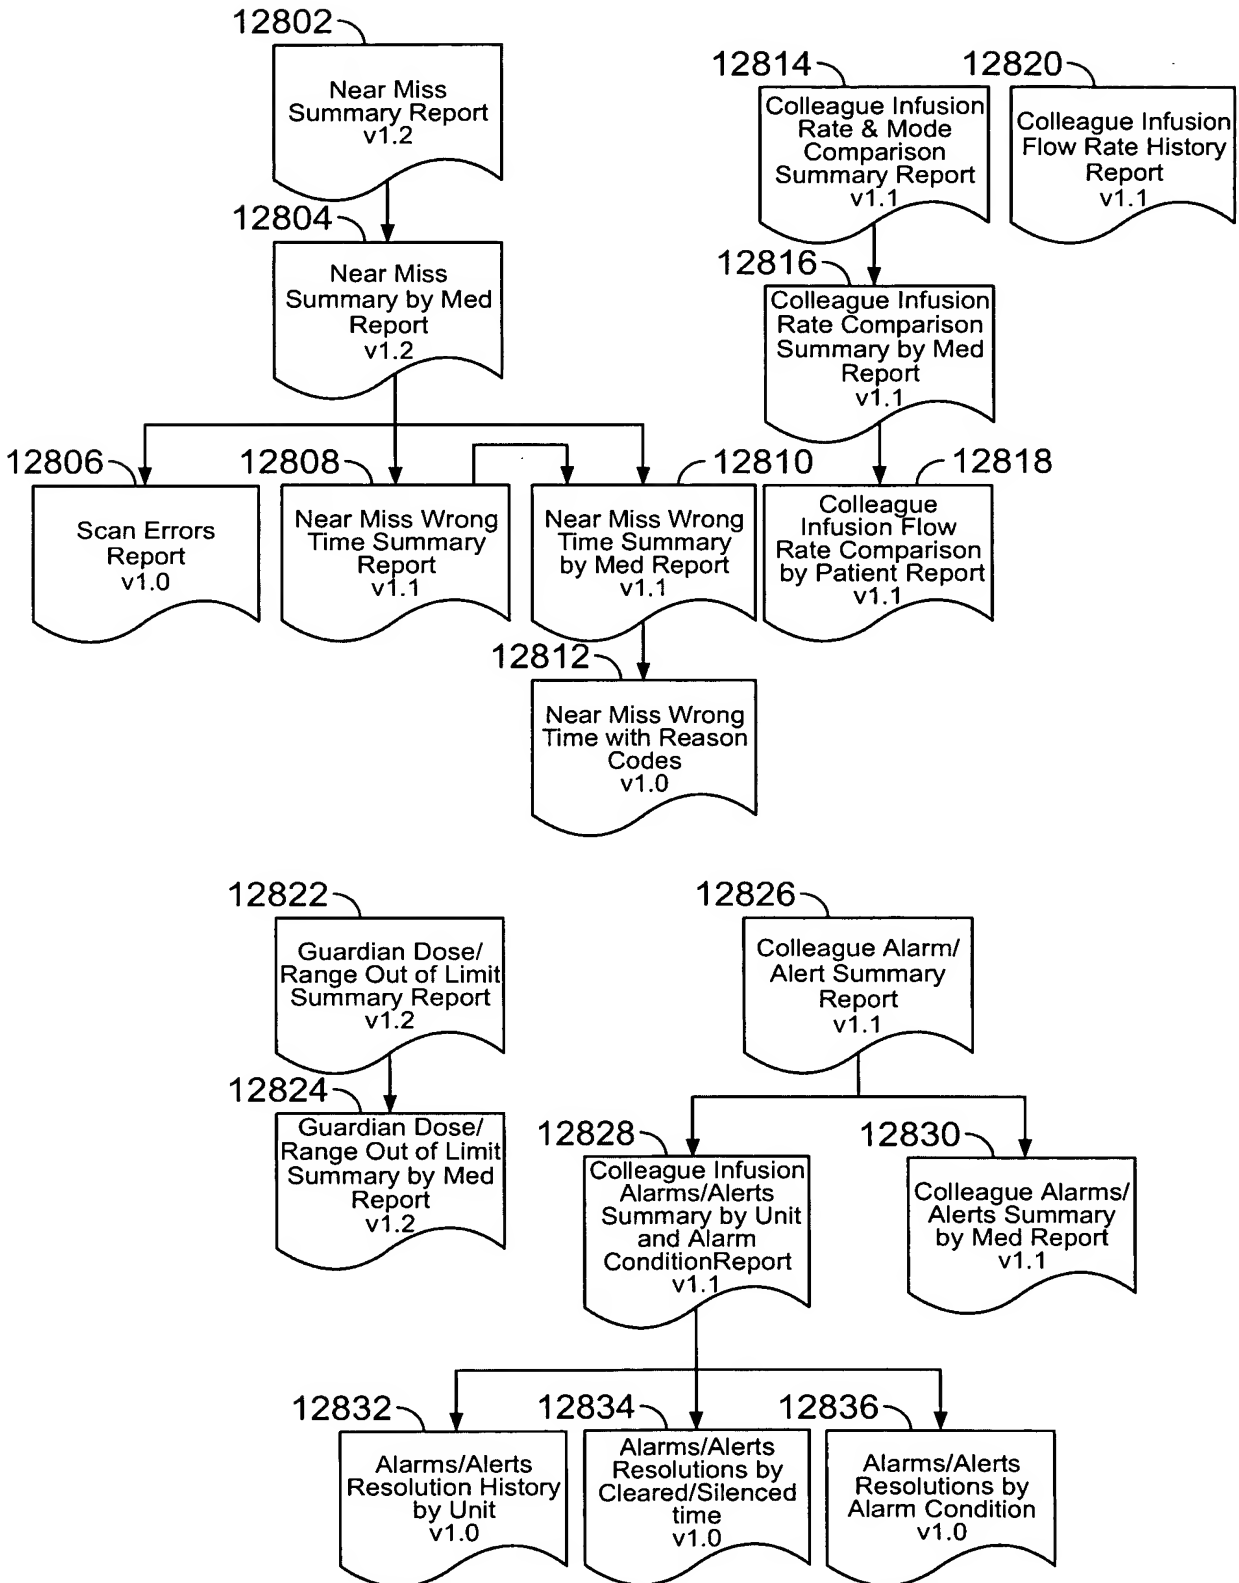 12802
Near Miss
Summary Report
v1.2
12804
Near Miss
Summary by Med
Report
v1.2
12806
Scan Errors
Report
v1.0
12808
Near Miss Wrong
Time Summary
Report
v1.1
12810
Near Miss Wrong
Time Summary
by Med Report
v1.1
12812
Near Miss Wrong
Time with Reason
Codes
v1.0
12814
Colleague Infusion
Rate & Mode
Comparison
Summary Report
v1.1
12816
Colleague Infusion
Rate Comparison
Summary by Med
Report
v1.1
12818
Colleague
Infusion Flow
Rate Comparison
by Patient Report
v1.1
12820
Colleague Infusion
Flow Rate History
Report
v1.1
12822
Guardian Dose/
Range Out of Limit
Summary Report
v1.2
12824
Guardian Dose/
Range Out of Limit
Summary by Med
Report
v1.2
12826
Colleague Alarm/
Alert Summary
Report
v1.1
12828
Colleague Infusion
Alarms/Alerts
Summary by Unit
and Alarm
ConditionReport
v1.1
12830
Colleague Alarms/
Alerts Summary
by Med Report
v1.1
12832
Alarms/Alerts
Resolution History
by Unit
v1.0
12834
Alarms/Alerts
Resolutions by
Cleared/Silenced
time
v1.0
12836
Alarms/Alerts
Resolutions by
Alarm Condition
v1.0